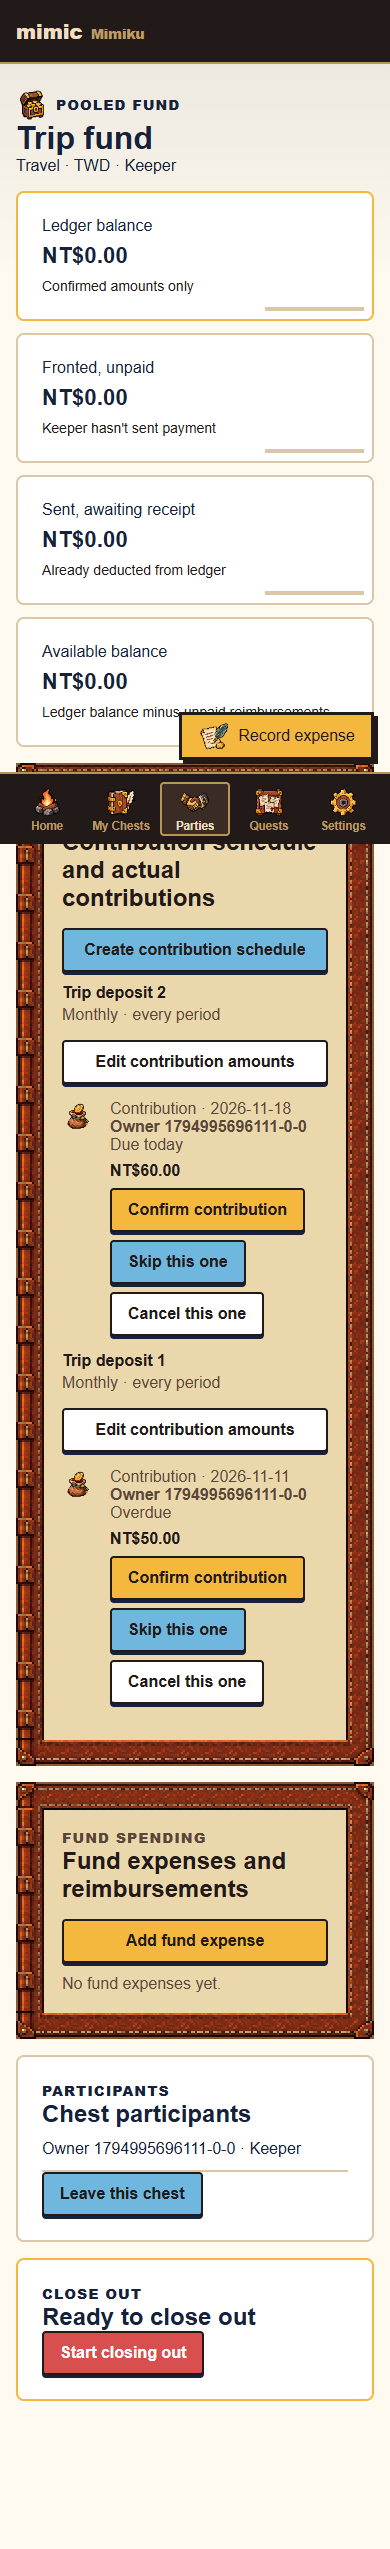 mimic Mimiku
POOLED FUND
Trip fund
Travel · TWD · Keeper
Ledger balance
NT$0.00
Confirmed amounts only
Fronted, unpaid
NT$0.00
Keeper hasn't sent payment
Sent, awaiting receipt
NT$0.00
Already deducted from ledger
Available balance
NT$0.00
Ledger balance minus unpaid reimbursements
Record expense
Home
My Chests
Parties
Quests
Settings
Contribution schedule
and actual
contributions
Create contribution schedule
Trip deposit 2
Monthly · every period
Edit contribution amounts
Contribution · 2026-11-18
Owner 1794995696111-0-0
Due today
NT$60.00
Confirm contribution
Skip this one
Cancel this one
Trip deposit 1
Monthly · every period
Edit contribution amounts
Contribution · 2026-11-11
Owner 1794995696111-0-0
Overdue
NT$50.00
Confirm contribution
Skip this one
Cancel this one
FUND SPENDING
Fund expenses and
reimbursements
Add fund expense
No fund expenses yet.
PARTICIPANTS
Chest participants
Owner 1794995696111-0-0 · Keeper
Leave this chest
CLOSE OUT
Ready to close out
Start closing out